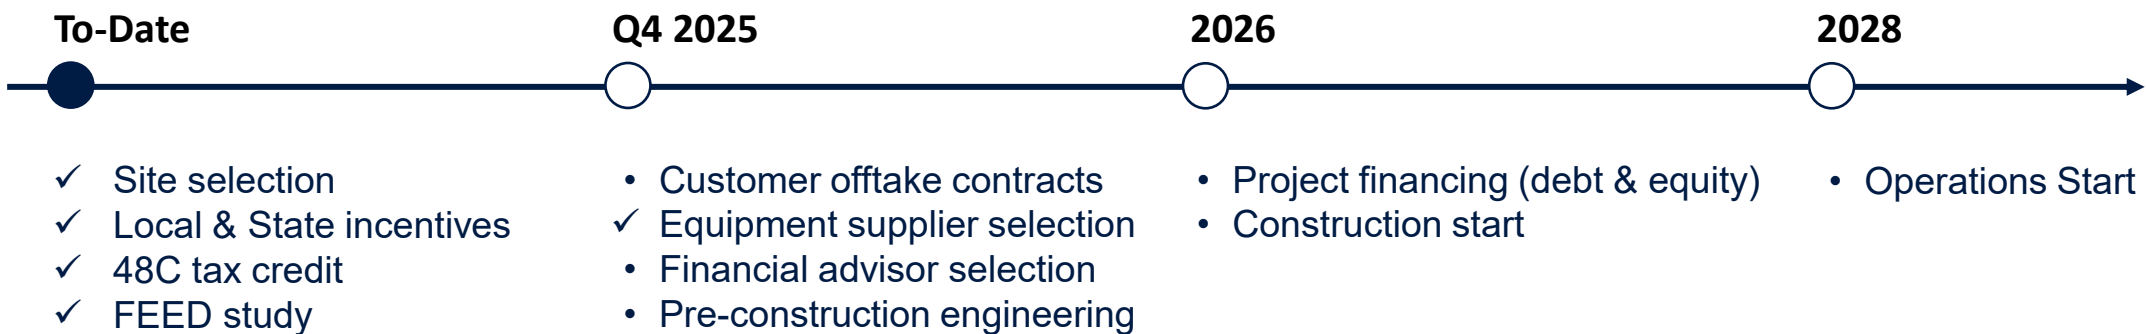 To-Date
✓ Site selection
✓ Local & State incentives
✓ 48C tax credit
✓ FEED study
Q4 2025
• Customer offtake contracts
✓ Equipment supplier selection
• Financial advisor selection
• Pre-construction engineering
2026
• Project financing (debt & equity)
• Construction start
2028
• Operations Start